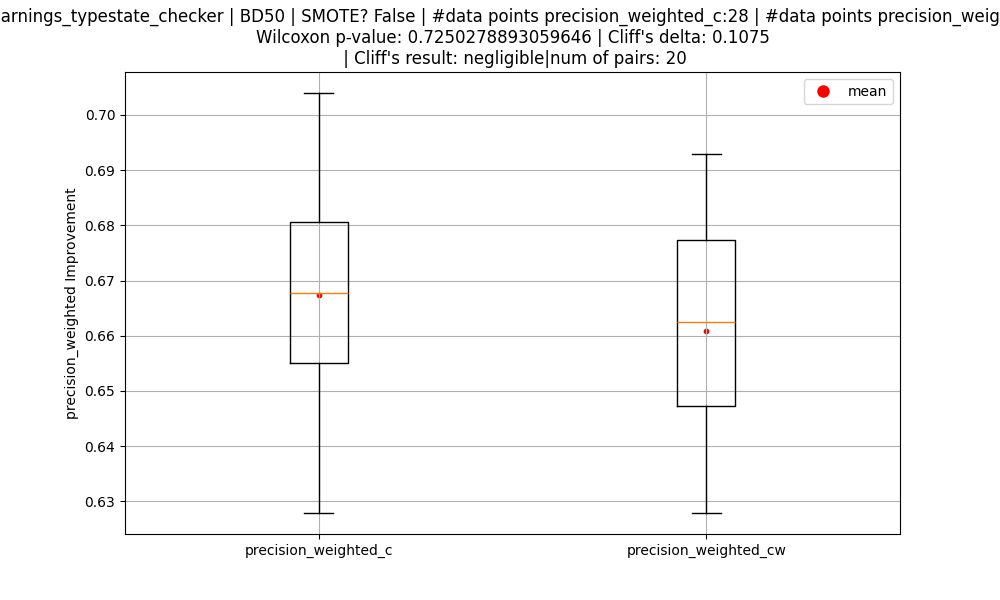 arnings_typestate_checker | BD50 | SMOTE? False | #data points precision_weighted_c:28 | #data points precision_weig
Wilcoxon p-value: 0.7250278893059646 | Cliff's delta: 0.1075
| Cliff's result: negligible|num of pairs: 20
mean
0.70
0.69
0.68
0.67
0.66
0.65
0.64
0.63
precision_weighted Improvement
precision_weighted_c
precision_weighted_cw